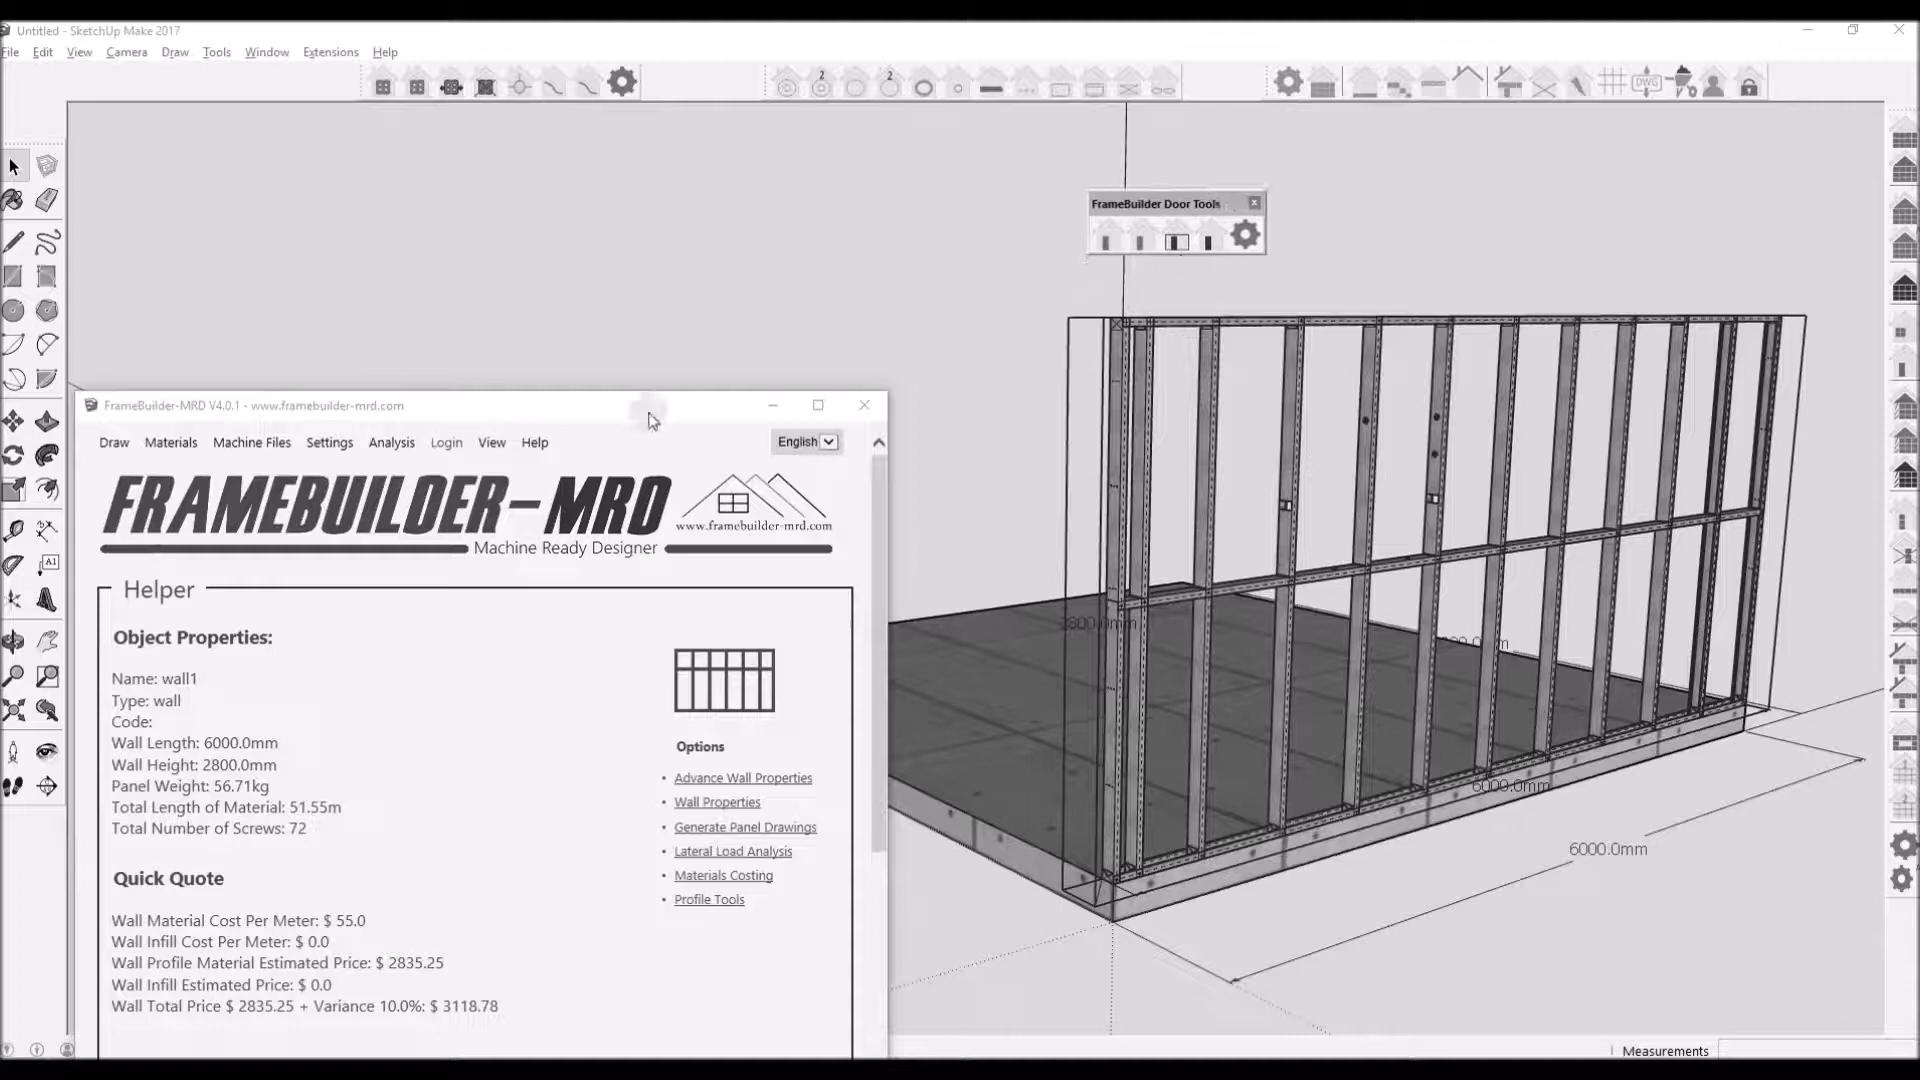 Untitled - SketchUp Make 2017
File Edit View Camera Draw Tools Window Extensions Help
2 2
DWG
FrameBuilder Door Tools
FrameBuilder-MRD V4.0.1 - www.framebuilder-mrd.com
Draw Materials Machine Files Settings Analysis Login View Help English
FRAMEBUILDER-MRD
www.framebuilder-mrd.com
Machine Ready Designer
Helper
Object Properties:
Name: wall1
Type: wall
Code:
Wall Length: 6000.0mm
Wall Height: 2800.0mm
Panel Weight: 56.71kg
Total Length of Material: 51.55m
Total Number of Screws: 72
Quick Quote
Wall Material Cost Per Meter: $ 55.0
Wall Infill Cost Per Meter: $ 0.0
Wall Profile Material Estimated Price: $ 2835.25
Wall Infill Estimated Price: $ 0.0
Wall Total Price $ 2835.25 + Variance 10.0%: $ 3118.78
Options
Advance Wall Properties
Wall Properties
Generate Panel Drawings
Lateral Load Analysis
Materials Costing
Profile Tools
A1
2800.0mm
6000.0mm
6000.0mm
Measurements